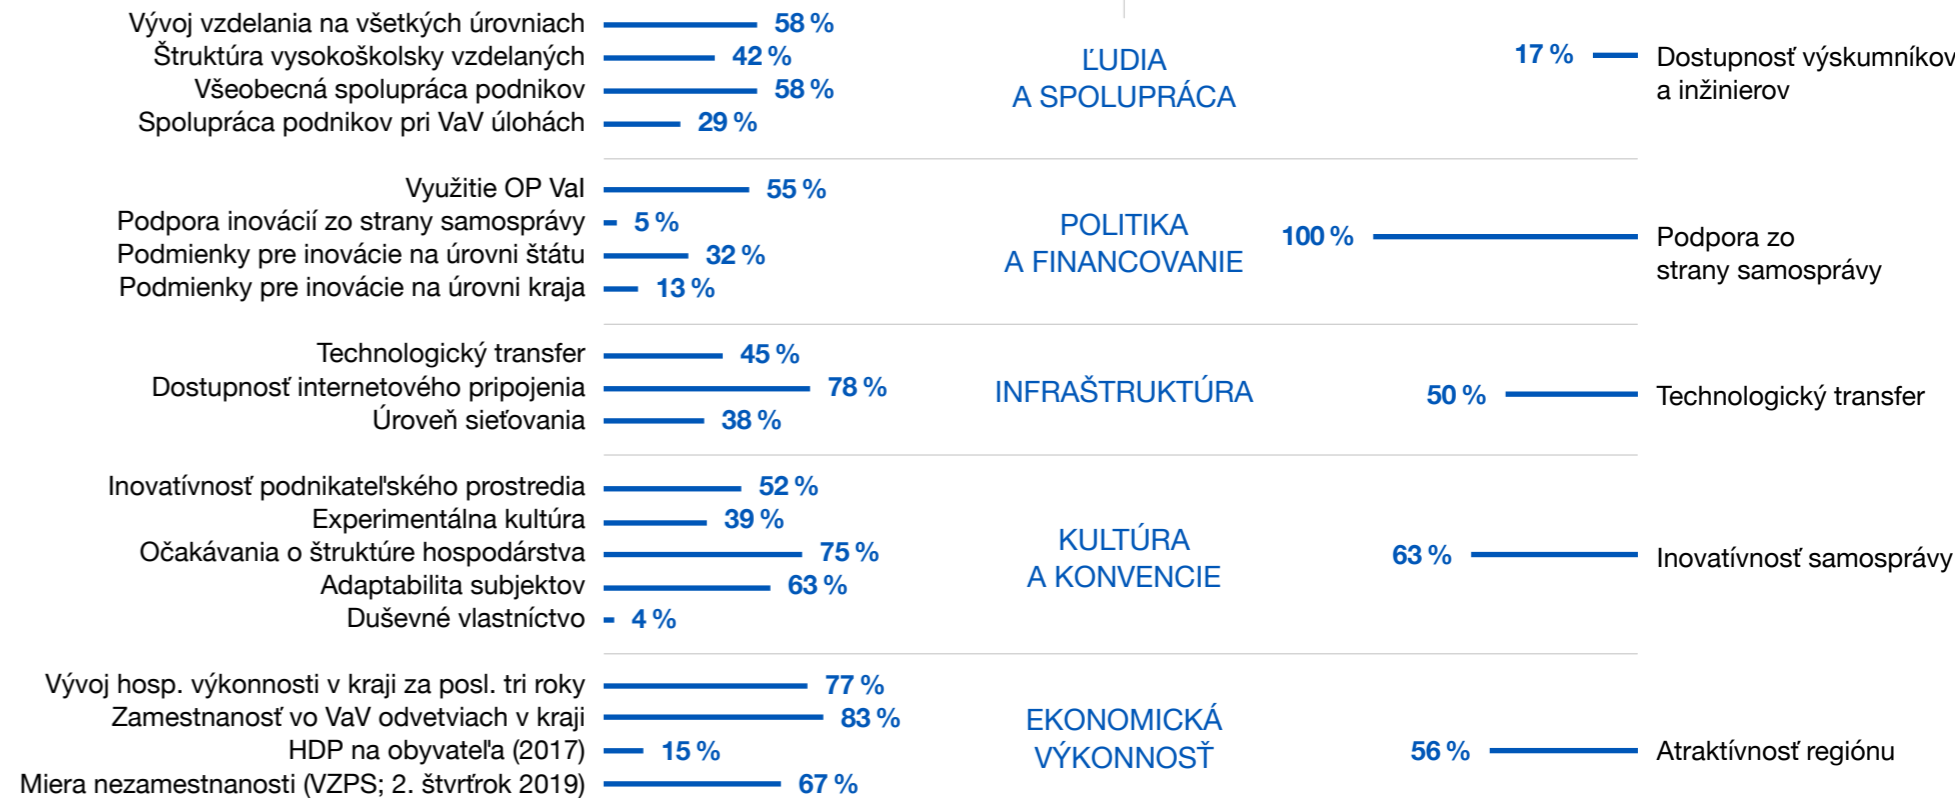 Vývoj vzdelania na všetkých úrovniach 58 %
Štruktúra vysokoškolsky vzdelaných 42 %
Všeobecná spolupráca podnikov 58 %
Spolupráca podnikov pri VaV úlohách 29 %
ĽUDIA
A SPOLUPRÁCA
17 % Dostupnosť výskumníkov
a inžinierov
Využitie OP VaI 55 %
Podpora inovácií zo strany samosprávy 5 %
Podmienky pre inovácie na úrovni štátu 32 %
Podmienky pre inovácie na úrovni kraja 13 %
POLITIKA
A FINANCOVANIE
100 % Podpora zo
strany samosprávy
Technologický transfer 45 %
Dostupnosť internetového pripojenia 78 %
Úroveň sieťovania 38 %
INFRAŠTRUKTÚRA
50 % Technologický transfer
Inovatívnosť podnikateľského prostredia 52 %
Experimentálna kultúra 39 %
Očakávania o štruktúre hospodárstva 75 %
Adaptabilita subjektov 63 %
Duševné vlastníctvo 4 %
KULTÚRA
A KONVENCIE
63 % Inovatívnosť samosprávy
Vývoj hosp. výkonnosti v kraji za posl. tri roky 77 %
Zamestnanosť vo VaV odvetviach v kraji 83 %
HDP na obyvateľa (2017) 15 %
Miera nezamestnanosti (VZPS; 2. štvrťrok 2019) 67 %
EKONOMICKÁ
VÝKONNOSŤ
56 % Atraktívnosť regiónu